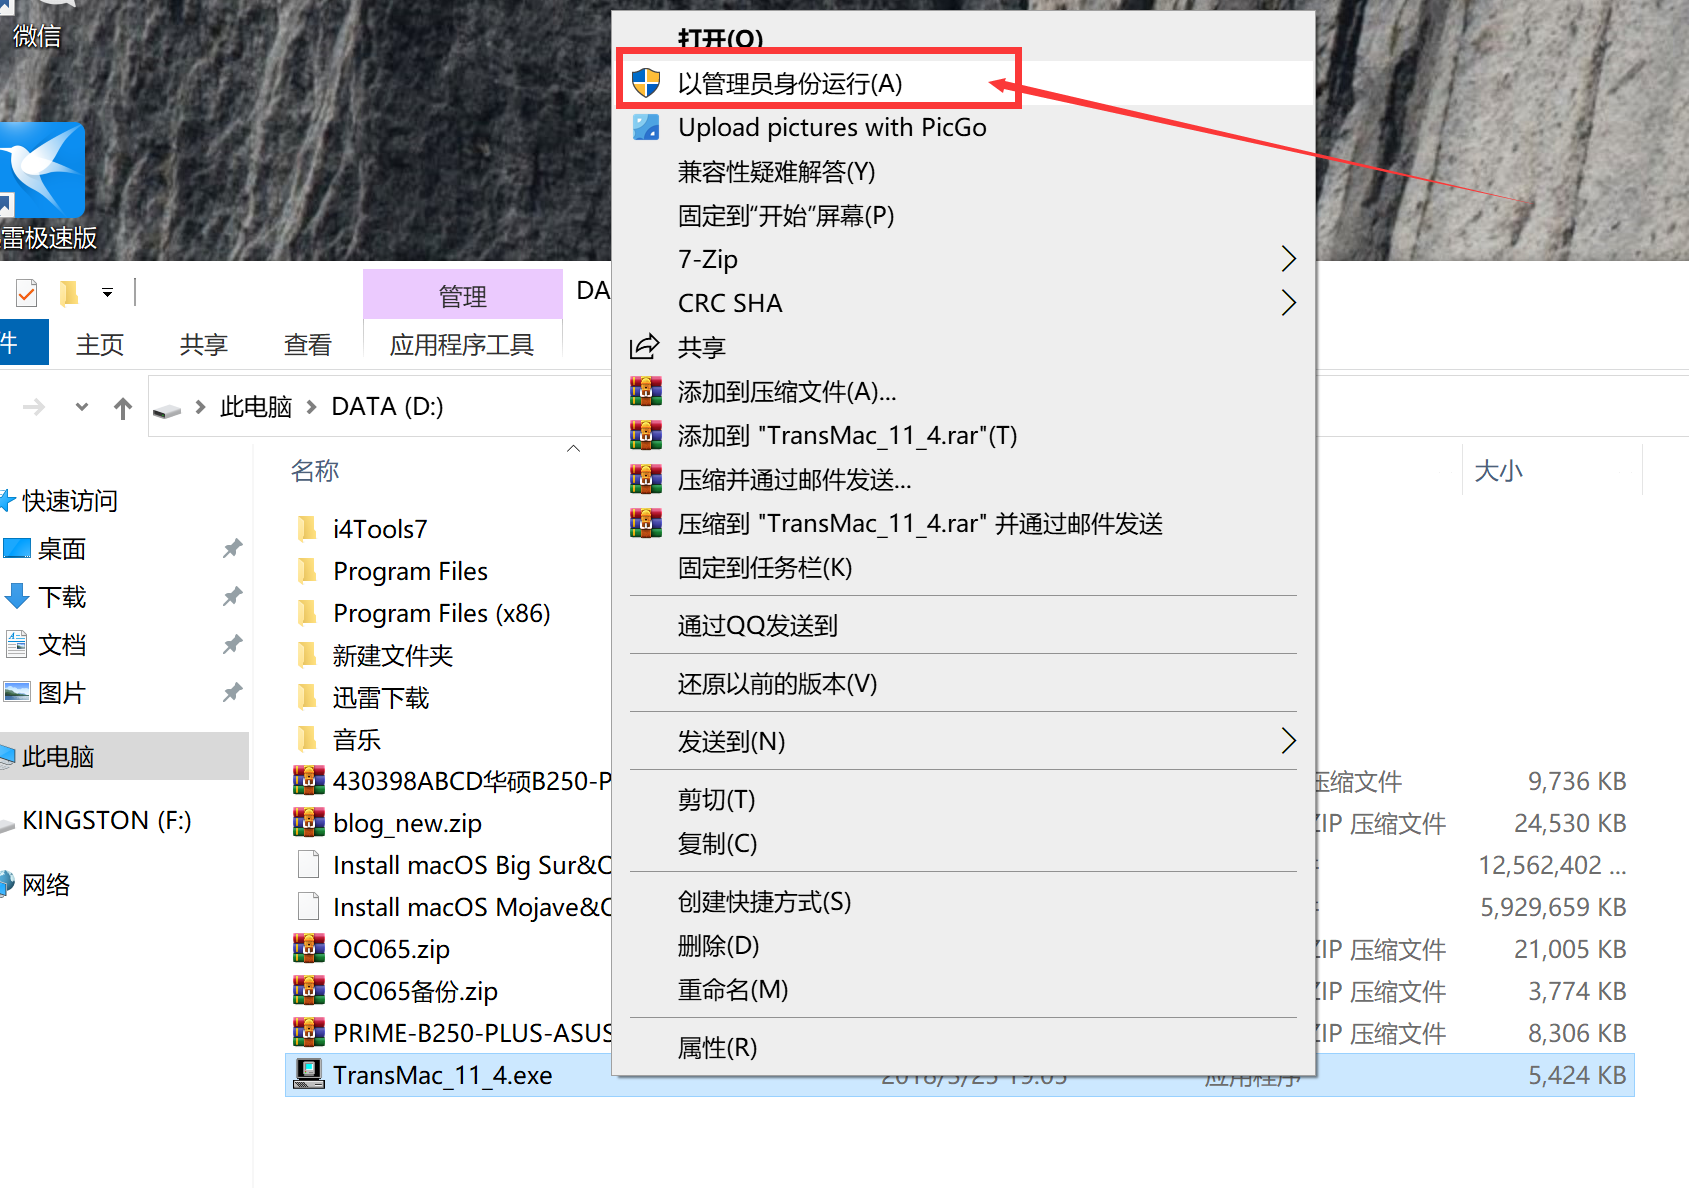 微信
雷极速版
管理
DA
件
主页
共享
查看
应用程序工具
此电脑
DATA (D:)
名称
大小
快速访问
桌面
下载
文档
图片
此电脑
KINGSTON (F:)
网络
i4Tools7
Program Files
Program Files (x86)
新建文件夹
迅雷下载
音乐
430398ABCD华硕B250-P
压缩文件
9,736 KB
blog_new.zip
ZIP 压缩文件
24,530 KB
Install macOS Big Sur&C
12,562,402 ...
Install macOS Mojave&C
5,929,659 KB
OC065.zip
ZIP 压缩文件
21,005 KB
OC065备份.zip
ZIP 压缩文件
3,774 KB
PRIME-B250-PLUS-ASUS
ZIP 压缩文件
8,306 KB
TransMac_11_4.exe
应用程序
5,424 KB
打开(O)
以管理员身份运行(A)
Upload pictures with PicGo
兼容性疑难解答(Y)
固定到“开始”屏幕(P)
7-Zip
CRC SHA
共享
添加到压缩文件(A)...
添加到 "TransMac_11_4.rar"(T)
压缩并通过邮件发送...
压缩到 "TransMac_11_4.rar" 并通过邮件发送
固定到任务栏(K)
通过QQ发送到
还原以前的版本(V)
发送到(N)
剪切(T)
复制(C)
创建快捷方式(S)
删除(D)
重命名(M)
属性(R)